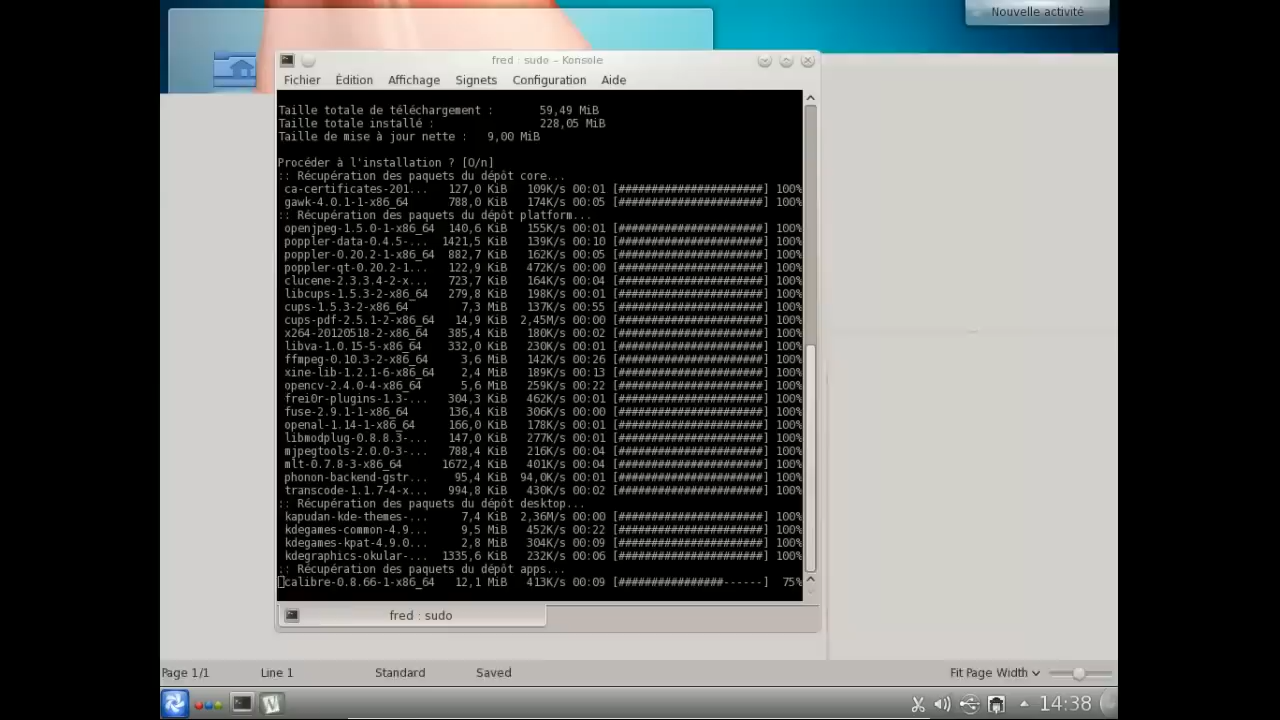 Nouvelle activité
fred : sudo – Konsole
Fichier Édition Affichage Signets Configuration Aide
Taille totale de téléchargement : 59,49 MiB
Taille totale installé : 228,05 MiB
Taille de mise à jour nette : 9,00 MiB
Procéder à l'installation ? [O/n]
:: Récupération des paquets du dépôt core...
ca-certificates-201... 127,0 KiB 109K/s 00:01 [######################] 100%
gawk-4.0.1-1-x86_64 788,0 KiB 174K/s 00:05 [######################] 100%
:: Récupération des paquets du dépôt platform...
openjpeg-1.5.0-1-x86_64 140,6 KiB 155K/s 00:01 [######################] 100%
poppler-data-0.4.5-... 1421,5 KiB 139K/s 00:10 [######################] 100%
poppler-0.20.2-1-x86_64 882,7 KiB 162K/s 00:05 [######################] 100%
poppler-qt-0.20.2-1... 122,9 KiB 472K/s 00:00 [######################] 100%
clucene-2.3.3.4-2-x... 723,7 KiB 164K/s 00:04 [######################] 100%
libcups-1.5.3-2-x86_64 279,8 KiB 198K/s 00:01 [######################] 100%
cups-1.5.3-2-x86_64 7,3 MiB 137K/s 00:55 [######################] 100%
cups-pdf-2.5.1-2-x86_64 14,9 KiB 2,45M/s 00:00 [######################] 100%
x264-20120518-2-x86_64 385,4 KiB 180K/s 00:02 [######################] 100%
libva-1.0.15-5-x86_64 332,0 KiB 230K/s 00:01 [######################] 100%
ffmpeg-0.10.3-2-x86_64 3,6 MiB 142K/s 00:26 [######################] 100%
xine-lib-1.2.1-6-x86_64 2,4 MiB 189K/s 00:13 [######################] 100%
opencv-2.4.0-4-x86_64 5,6 MiB 259K/s 00:22 [######################] 100%
frei0r-plugins-1.3-... 304,3 KiB 462K/s 00:01 [######################] 100%
fuse-2.9.1-1-x86_64 136,4 KiB 306K/s 00:00 [######################] 100%
openal-1.14-1-x86_64 166,0 KiB 178K/s 00:01 [######################] 100%
libmodplug-0.8.8.3-... 147,0 KiB 277K/s 00:01 [######################] 100%
mjpegtools-2.0.0-3-... 788,4 KiB 216K/s 00:04 [######################] 100%
mlt-0.7.8-3-x86_64 1672,4 KiB 401K/s 00:04 [######################] 100%
phonon-backend-gstr... 95,4 KiB 94,0K/s 00:01 [######################] 100%
transcode-1.1.7-4-x... 994,8 KiB 430K/s 00:02 [######################] 100%
:: Récupération des paquets du dépôt desktop...
kapudan-kde-themes-... 7,4 KiB 2,36M/s 00:00 [######################] 100%
kdegames-common-4.9... 9,5 MiB 452K/s 00:22 [######################] 100%
kdegames-kpat-4.9.0... 2,8 MiB 304K/s 00:09 [######################] 100%
kdegraphics-okular-... 1335,6 KiB 232K/s 00:06 [######################] 100%
:: Récupération des paquets du dépôt apps...
calibre-0.8.66-1-x86_64 12,1 MiB 413K/s 00:09 [################------] 75%
fred : sudo
Page 1/1 Line 1 Standard Saved Fit Page Width
14:38